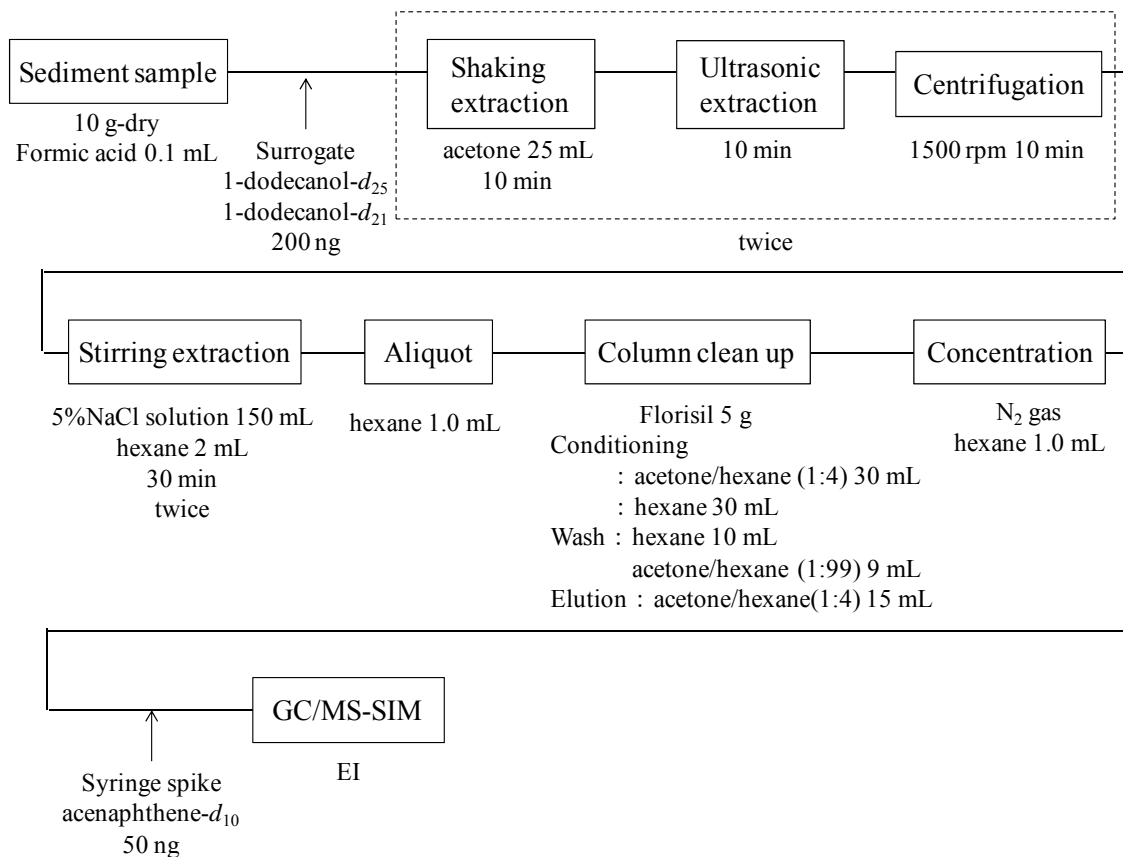 Sediment sample
10 g-dry
Formic acid 0.1 mL
Surrogate
1-dodecanol-d25
1-dodecanol-d21
200 ng
Shaking
extraction
acetone 25 mL
10 min
Ultrasonic
extraction
10 min
Centrifugation
1500 rpm 10 min
twice
Stirring extraction
5%NaCl solution 150 mL
hexane 2 mL
30 min
twice
Aliquot
hexane 1.0 mL
Column clean up
Florisil 5 g
Conditioning
: acetone/hexane (1:4) 30 mL
: hexane 30 mL
Wash : hexane 10 mL
acetone/hexane (1:99) 9 mL
Elution : acetone/hexane(1:4) 15 mL
Concentration
N2 gas
hexane 1.0 mL
Syringe spike
acenaphthene-d10
50 ng
GC/MS-SIM
EI